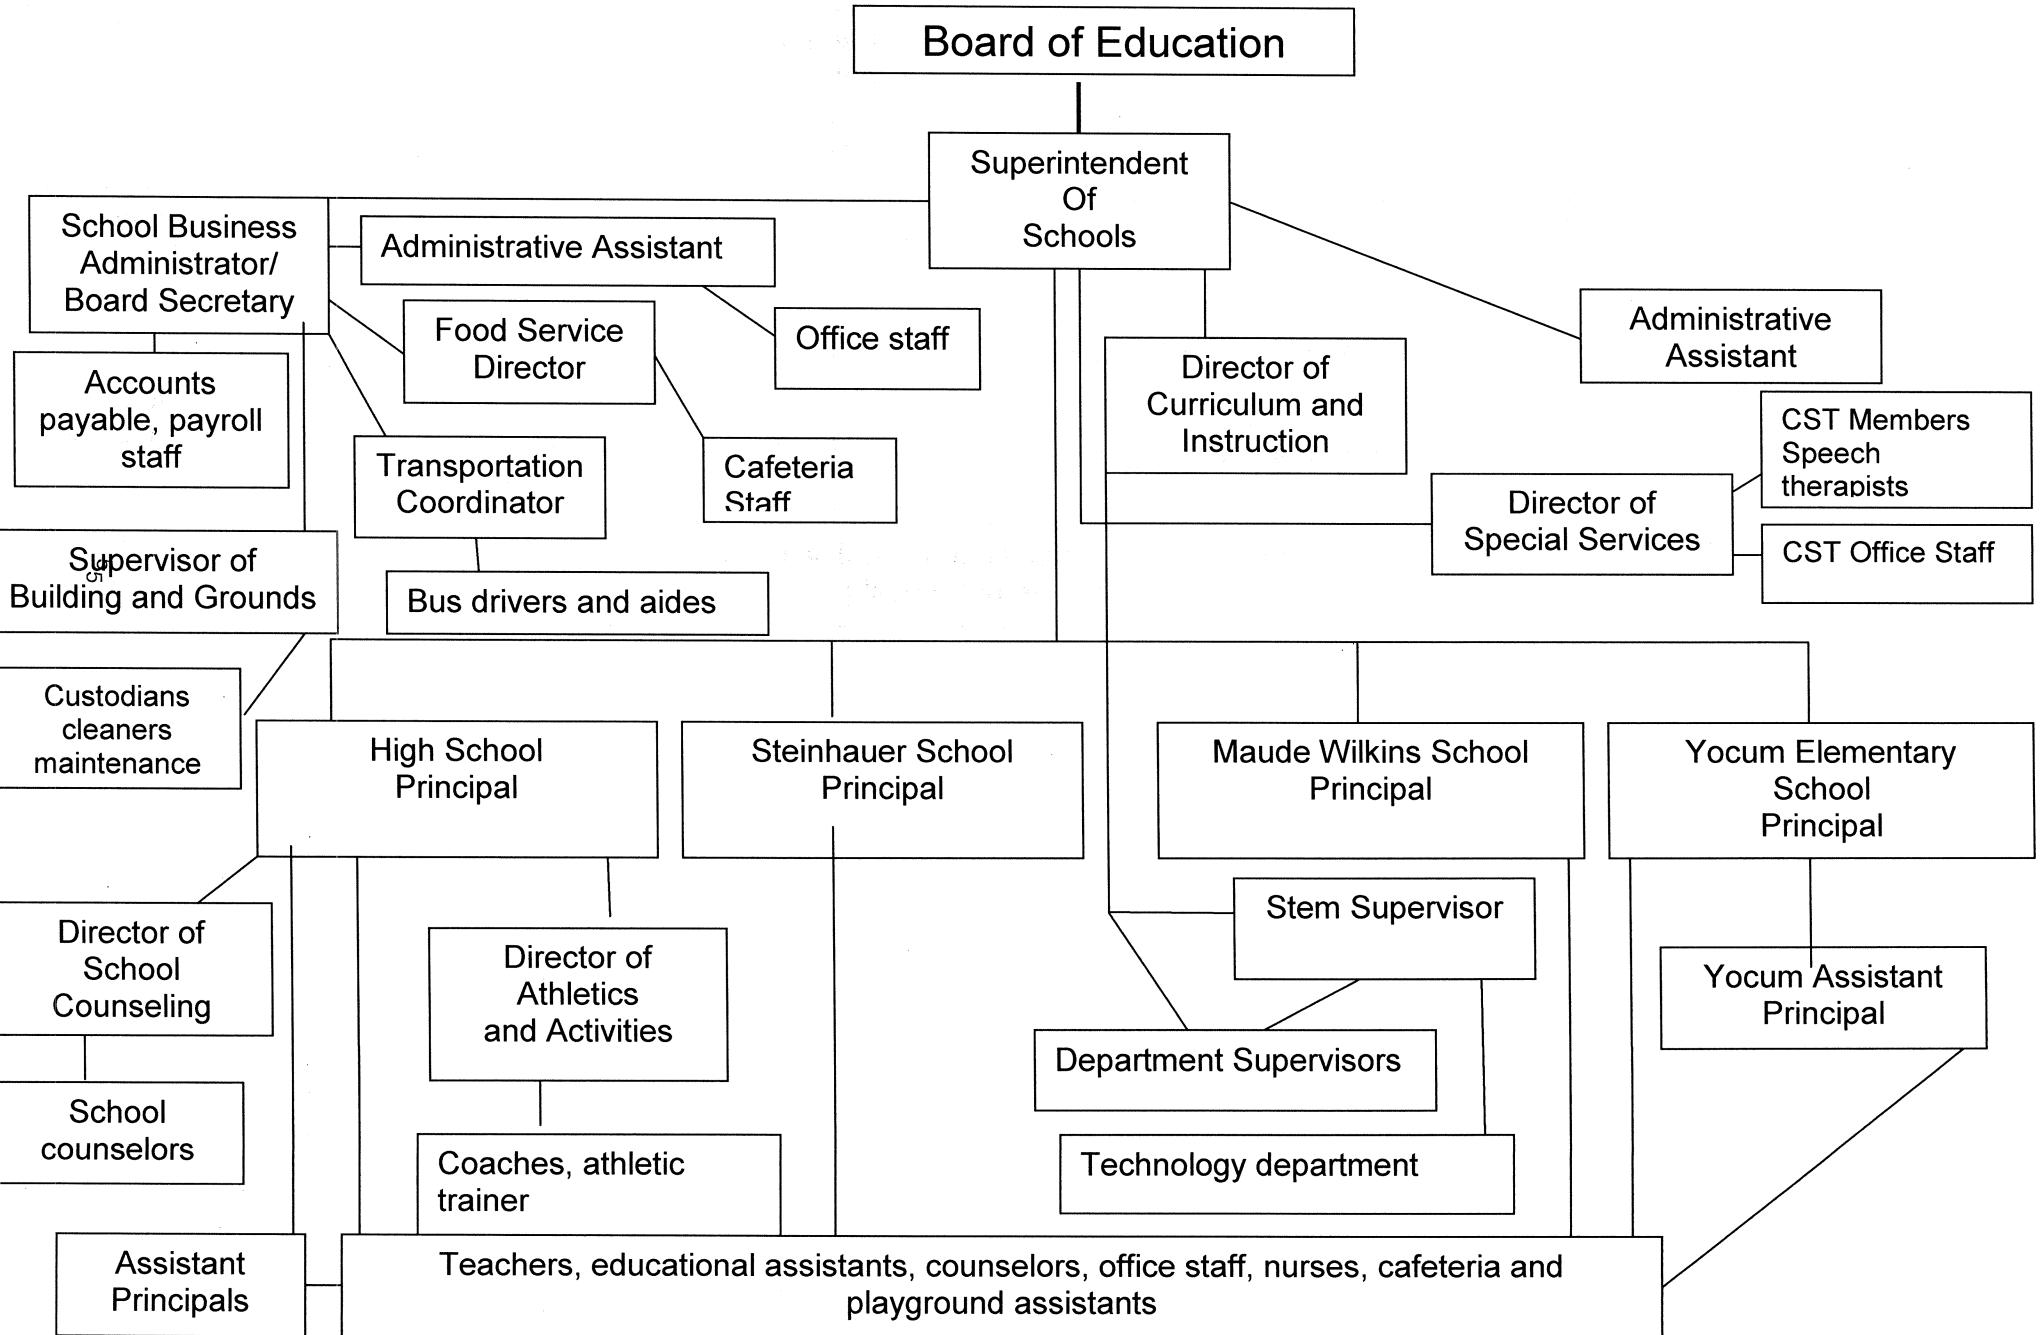 Board of Education
Superintendent
Of
Schools
School Business
Administrator/
Board Secretary
Administrative Assistant
Office staff
Food Service
Director
Administrative
Assistant
Director of
Curriculum and
Instruction
Accounts
payable, payroll
staff
Transportation
Coordinator
Cafeteria
Staff
CST Members
Speech
therapists
Director of
Special Services
CST Office Staff
Supervisor of
Building and Grounds
95
Bus drivers and aides
Custodians
cleaners
maintenance
High School
Principal
Steinhauer School
Principal
Maude Wilkins School
Principal
Yocum Elementary
School
Principal
Stem Supervisor
Director of
School
Counseling
Director of
Athletics
and Activities
Yocum Assistant
Principal
Department Supervisors
School
counselors
Coaches, athletic
trainer
Technology department
Assistant
Principals
Teachers, educational assistants, counselors, office staff, nurses, cafeteria and
playground assistants